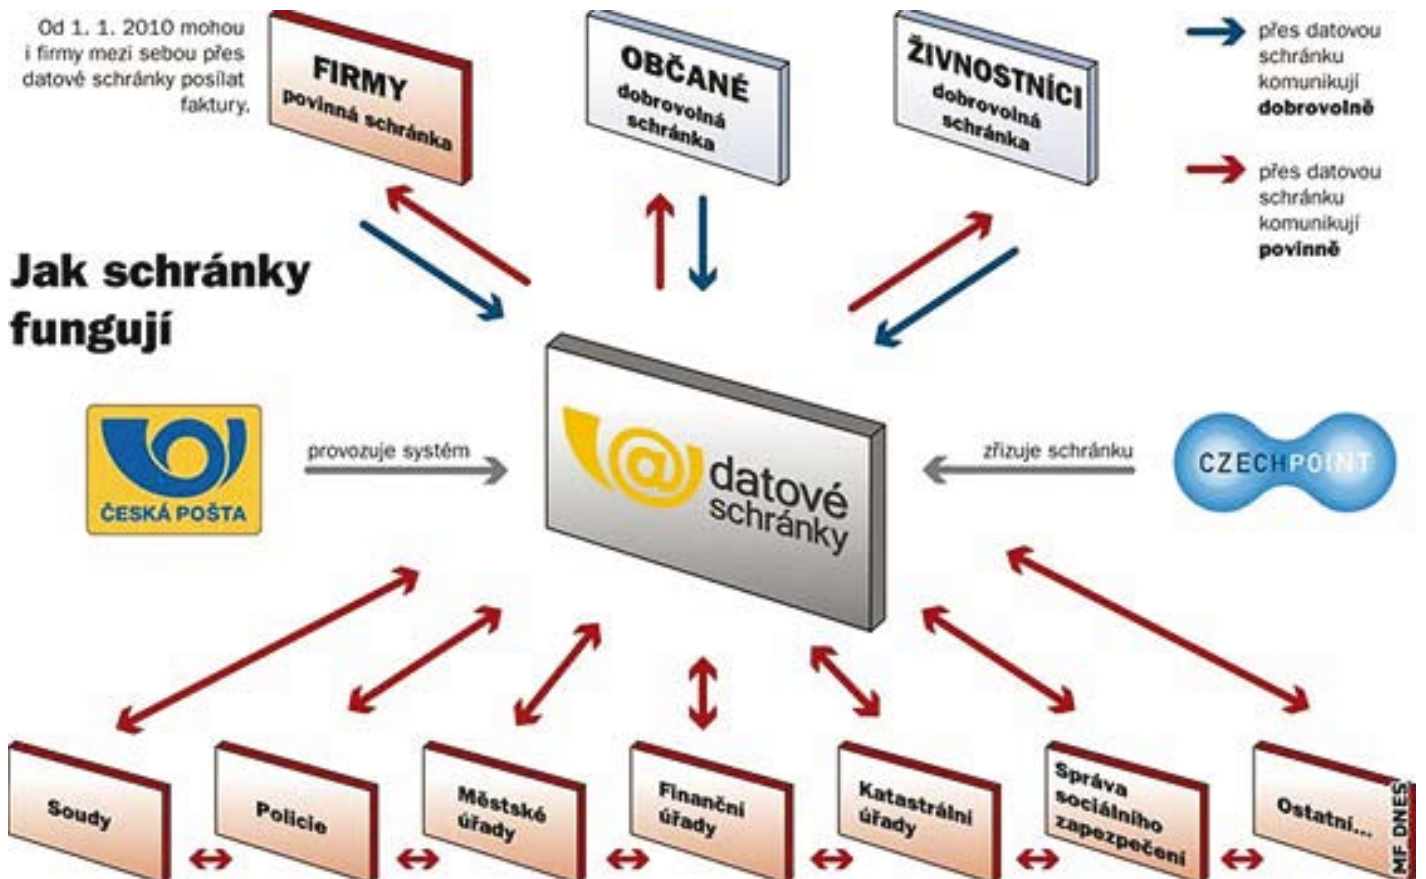 Od 1. 1. 2010 mohou
i firmy mezi sebou přes
datové schránky posílat
faktury.
FIRMY
povinná schránka
OBČANÉ
dobrovolná
schránka
ŽIVNOSTNÍCI
dobrovolná
schránka
přes datovou
schránku
komunikují
dobrovolně
přes datovou
schránku
komunikují
povinně
Jak schránky
fungují
ČESKÁ POŠTA
provozuje systém
@
datové
schránky
zřizuje schránku
CZECHPOINT
Soudy
Policie
Městské
úřady
Finanční
úřady
Katastrální
úřady
Správa
sociálního
zapezpečení
Ostatní...
MF DNES